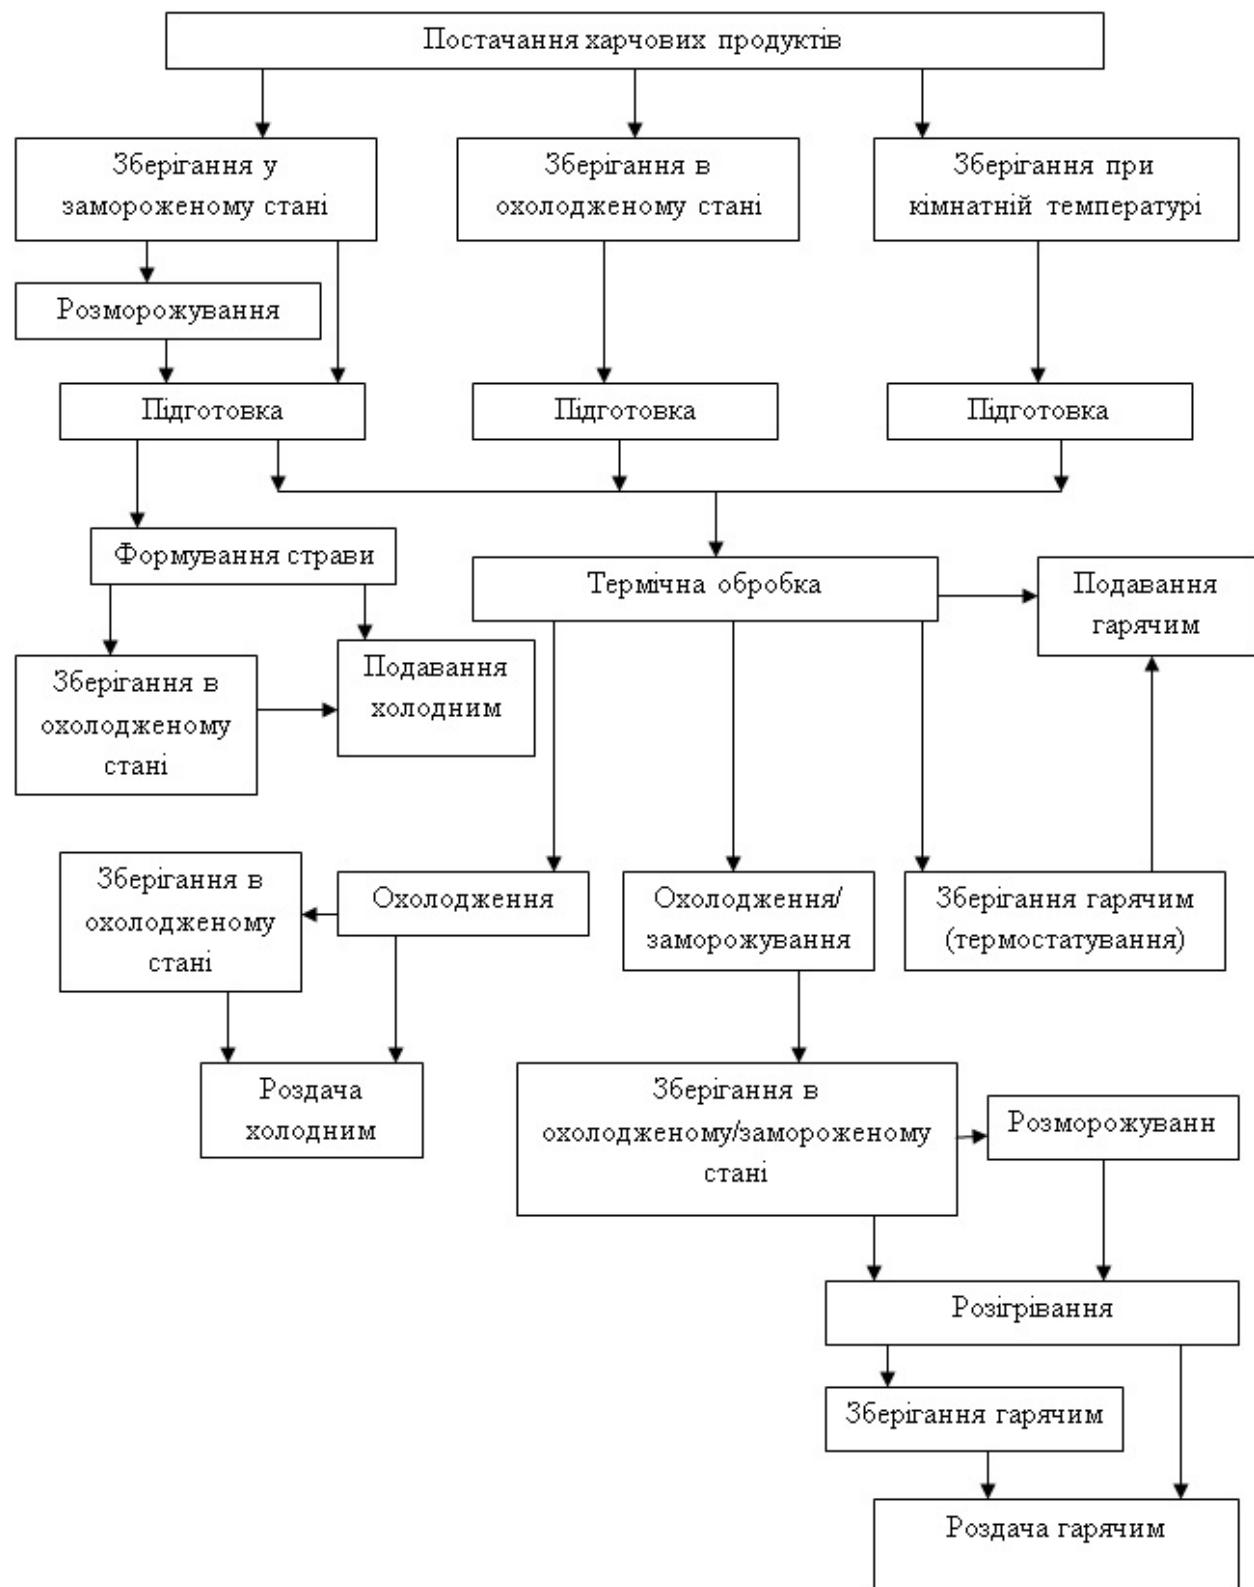 Постачання харчових продуктів
Зберігання у
замороженому стані
Зберігання в
охолодженому стані
Зберігання при
кімнатній температурі
Розморожування
Підготовка
Підготовка
Підготовка
Формування страви
Термічна обробка
Подавання
гарячим
Зберігання в
охолодженому
стані
Подавання
холодним
Зберігання в
охолодженому
стані
Охолодження
Охолодження/
заморожування
Зберігання гарячим
(термостатування)
Роздача
холодним
Зберігання в
охолодженому/замороженому
стані
Розморожуванн
Розігрівання
Зберігання гарячим
Роздача гарячим